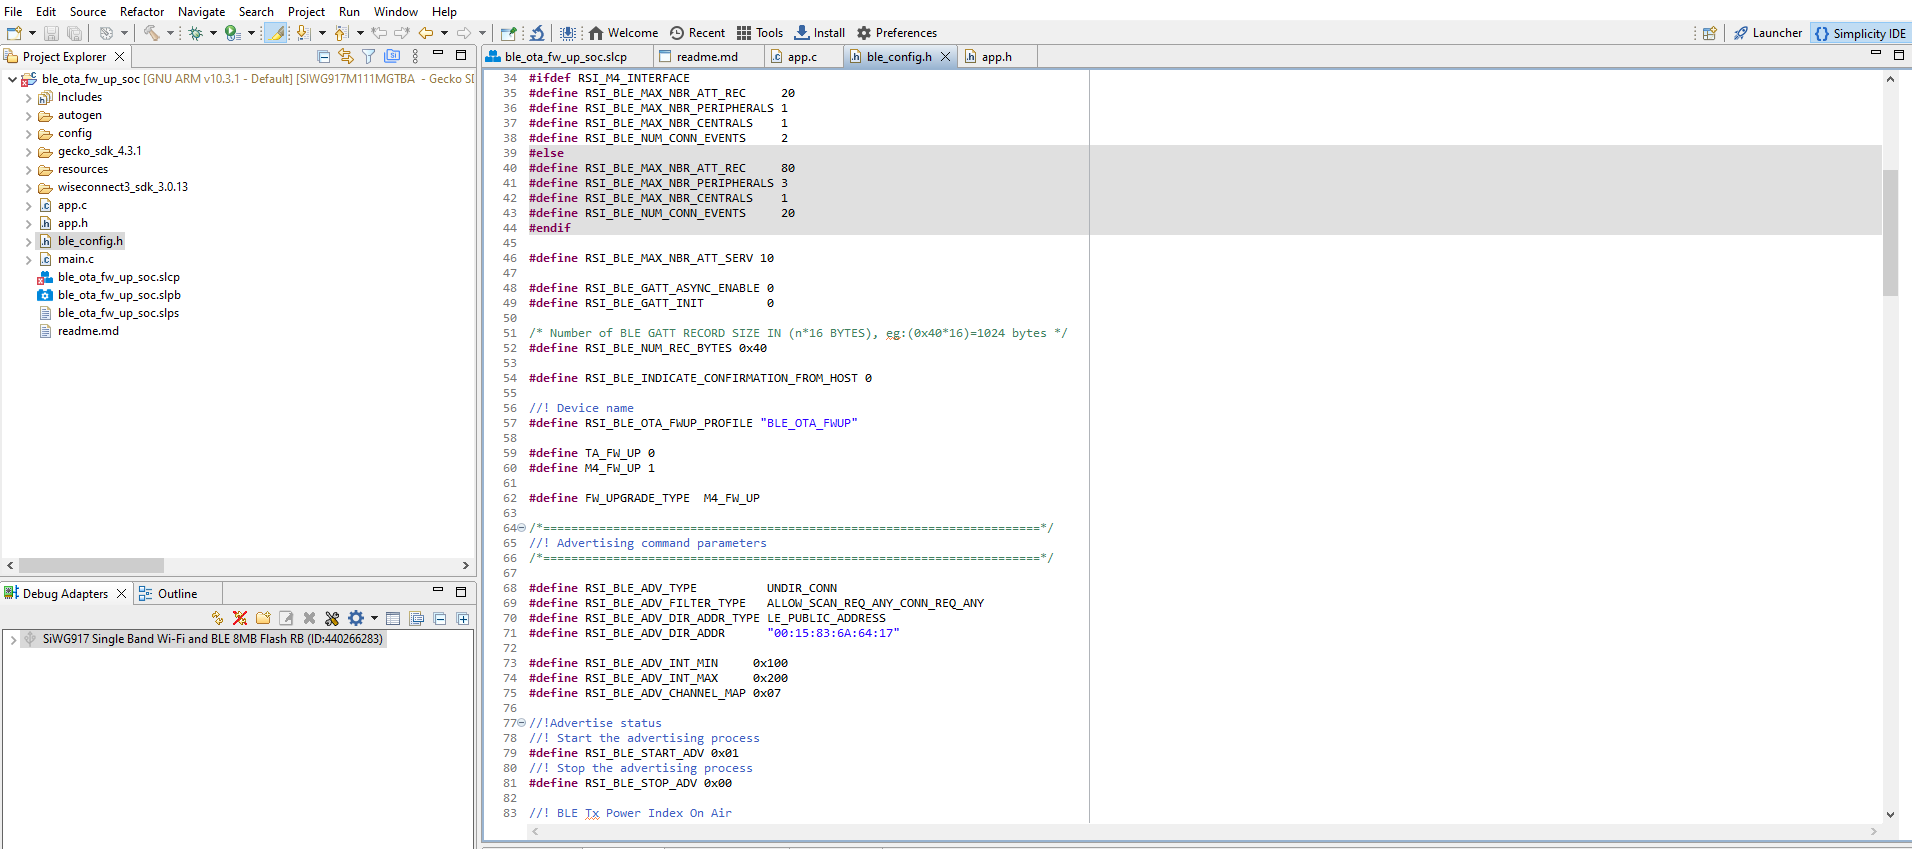 File Edit Source Refactor Navigate Search Project Run Window Help
Welcome Recent Tools Install Preferences Launcher Simplicity IDE
Project Explorer
ble_ota_fw_up_soc [GNU ARM v10.3.1 - Default] [SIWG917M111MGTBA - Gecko SD
Includes
autogen
config
gecko_sdk_4.3.1
resources
wiseconnect3_sdk_3.0.13
app.c
app.h
ble_config.h
main.c
ble_ota_fw_up_soc.slcp
ble_ota_fw_up_soc.slpb
ble_ota_fw_up_soc.slps
readme.md
Debug Adapters Outline
SiWG917 Single Band Wi-Fi and BLE 8MB Flash RB (ID:440266283)
ble_ota_fw_up_soc.slcp readme.md app.c ble_config.h app.h
34 #ifdef RSI_M4_INTERFACE
35 #define RSI_BLE_MAX_NBR_ATT_REC 20
36 #define RSI_BLE_MAX_NBR_PERIPHERALS 1
37 #define RSI_BLE_MAX_NBR_CENTRALS 1
38 #define RSI_BLE_NUM_CONN_EVENTS 2
39 #else
40 #define RSI_BLE_MAX_NBR_ATT_REC 80
41 #define RSI_BLE_MAX_NBR_PERIPHERALS 3
42 #define RSI_BLE_MAX_NBR_CENTRALS 1
43 #define RSI_BLE_NUM_CONN_EVENTS 20
44 #endif
45
46 #define RSI_BLE_MAX_NBR_ATT_SERV 10
47
48 #define RSI_BLE_GATT_ASYNC_ENABLE 0
49 #define RSI_BLE_GATT_INIT 0
50
51 /* Number of BLE GATT RECORD SIZE IN (n*16 BYTES), eg:(0x40*16)=1024 bytes */
52 #define RSI_BLE_NUM_REC_BYTES 0x40
53
54 #define RSI_BLE_INDICATE_CONFIRMATION_FROM_HOST 0
55
56 //! Device name
57 #define RSI_BLE_OTA_FWUP_PROFILE "BLE_OTA_FWUP"
58
59 #define TA_FW_UP 0
60 #define M4_FW_UP 1
61
62 #define FW_UPGRADE_TYPE M4_FW_UP
63
64 /*=======================================================================*/
65 //! Advertising command parameters
66 /*=======================================================================*/
67
68 #define RSI_BLE_ADV_TYPE UNDIR_CONN
69 #define RSI_BLE_ADV_FILTER_TYPE ALLOW_SCAN_REQ_ANY_CONN_REQ_ANY
70 #define RSI_BLE_ADV_DIR_ADDR_TYPE LE_PUBLIC_ADDRESS
71 #define RSI_BLE_ADV_DIR_ADDR "00:15:83:6A:64:17"
72
73 #define RSI_BLE_ADV_INT_MIN 0x100
74 #define RSI_BLE_ADV_INT_MAX 0x200
75 #define RSI_BLE_ADV_CHANNEL_MAP 0x07
76
77 //!Advertise status
78 //! Start the advertising process
79 #define RSI_BLE_START_ADV 0x01
80 //! Stop the advertising process
81 #define RSI_BLE_STOP_ADV 0x00
82
83 //! BLE Tx Power Index On Air